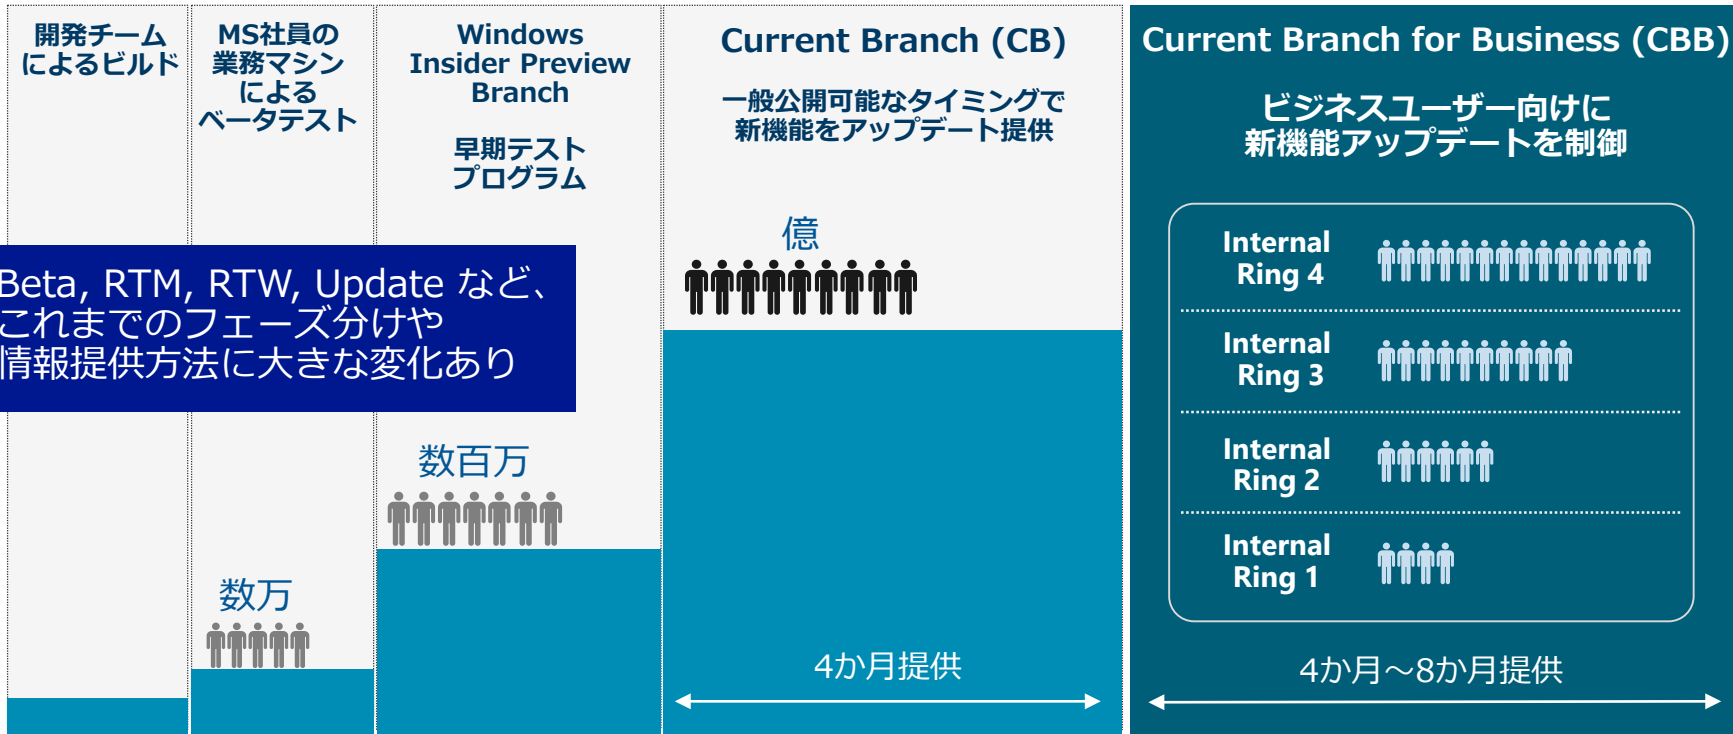 開発チーム
によるビルド
MS社員の
業務マシン
による
ベータテスト
Windows
Insider Preview
Branch
早期テスト
プログラム
Current Branch (CB)
一般公開可能なタイミングで
新機能をアップデート提供
Current Branch for Business (CBB)
ビジネスユーザー向けに
新機能アップデートを制御
Beta, RTM, RTW, Update など、
これまでのフェーズ分けや
情報提供方法に大きな変化あり
数万
数百万
億
4か月提供
Internal
Ring 4
Internal
Ring 3
Internal
Ring 2
Internal
Ring 1
4か月～8か月提供